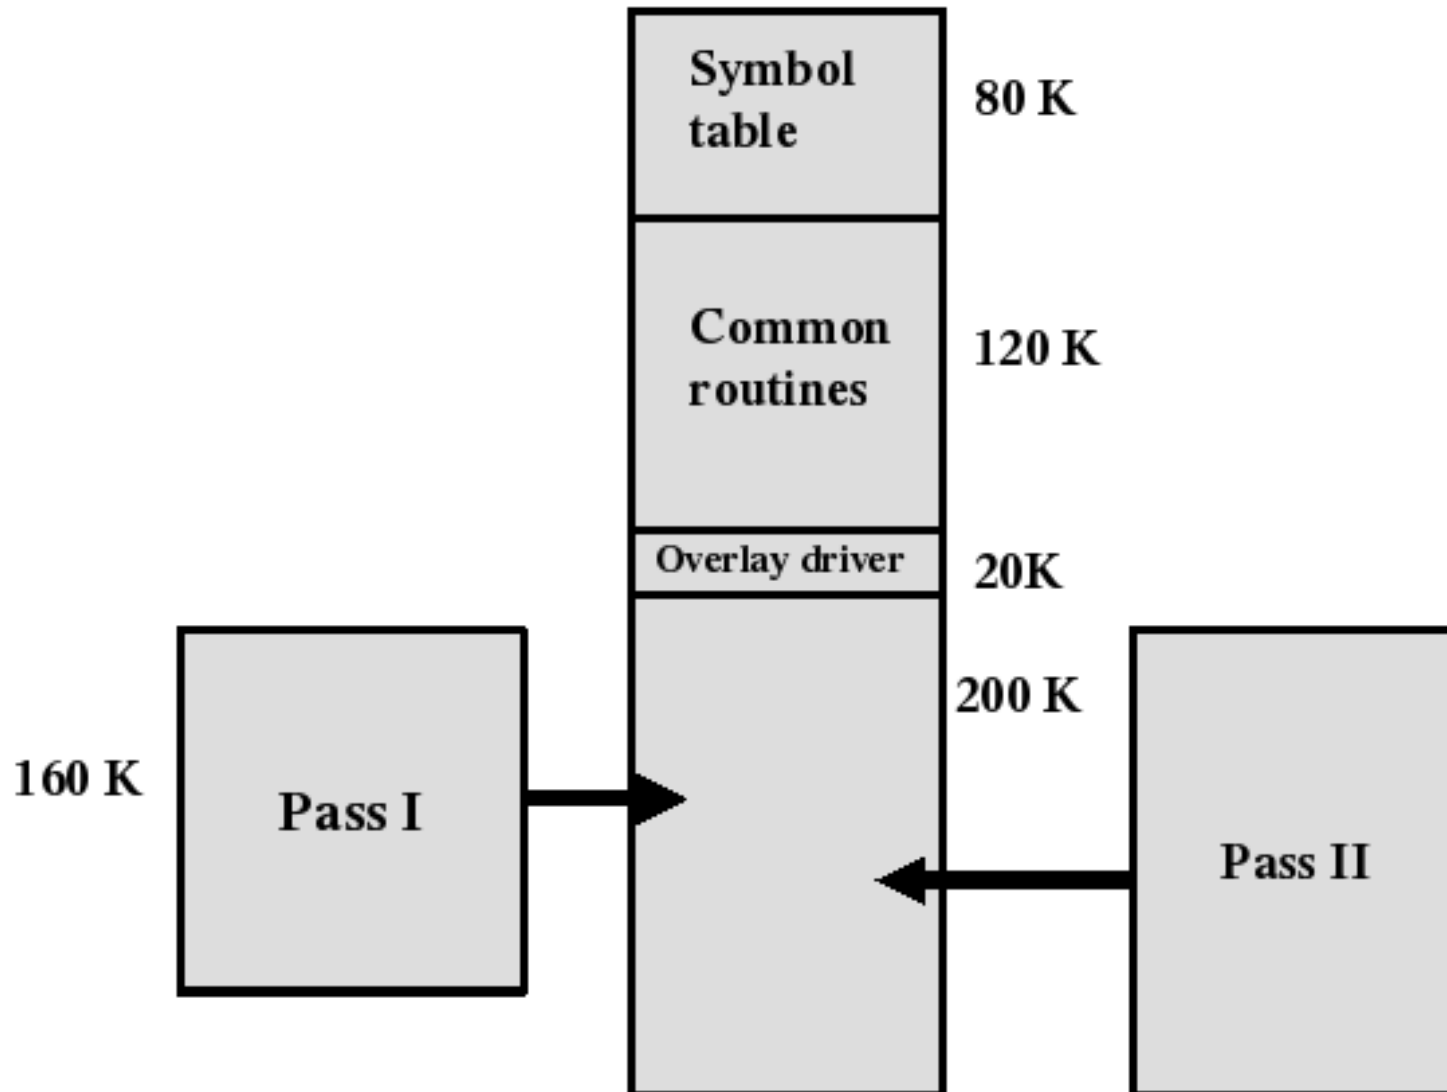 Symbol
table
80 K
Common
routines
120 K
Overlay driver
20K
200 K
160 K
Pass I
Pass II